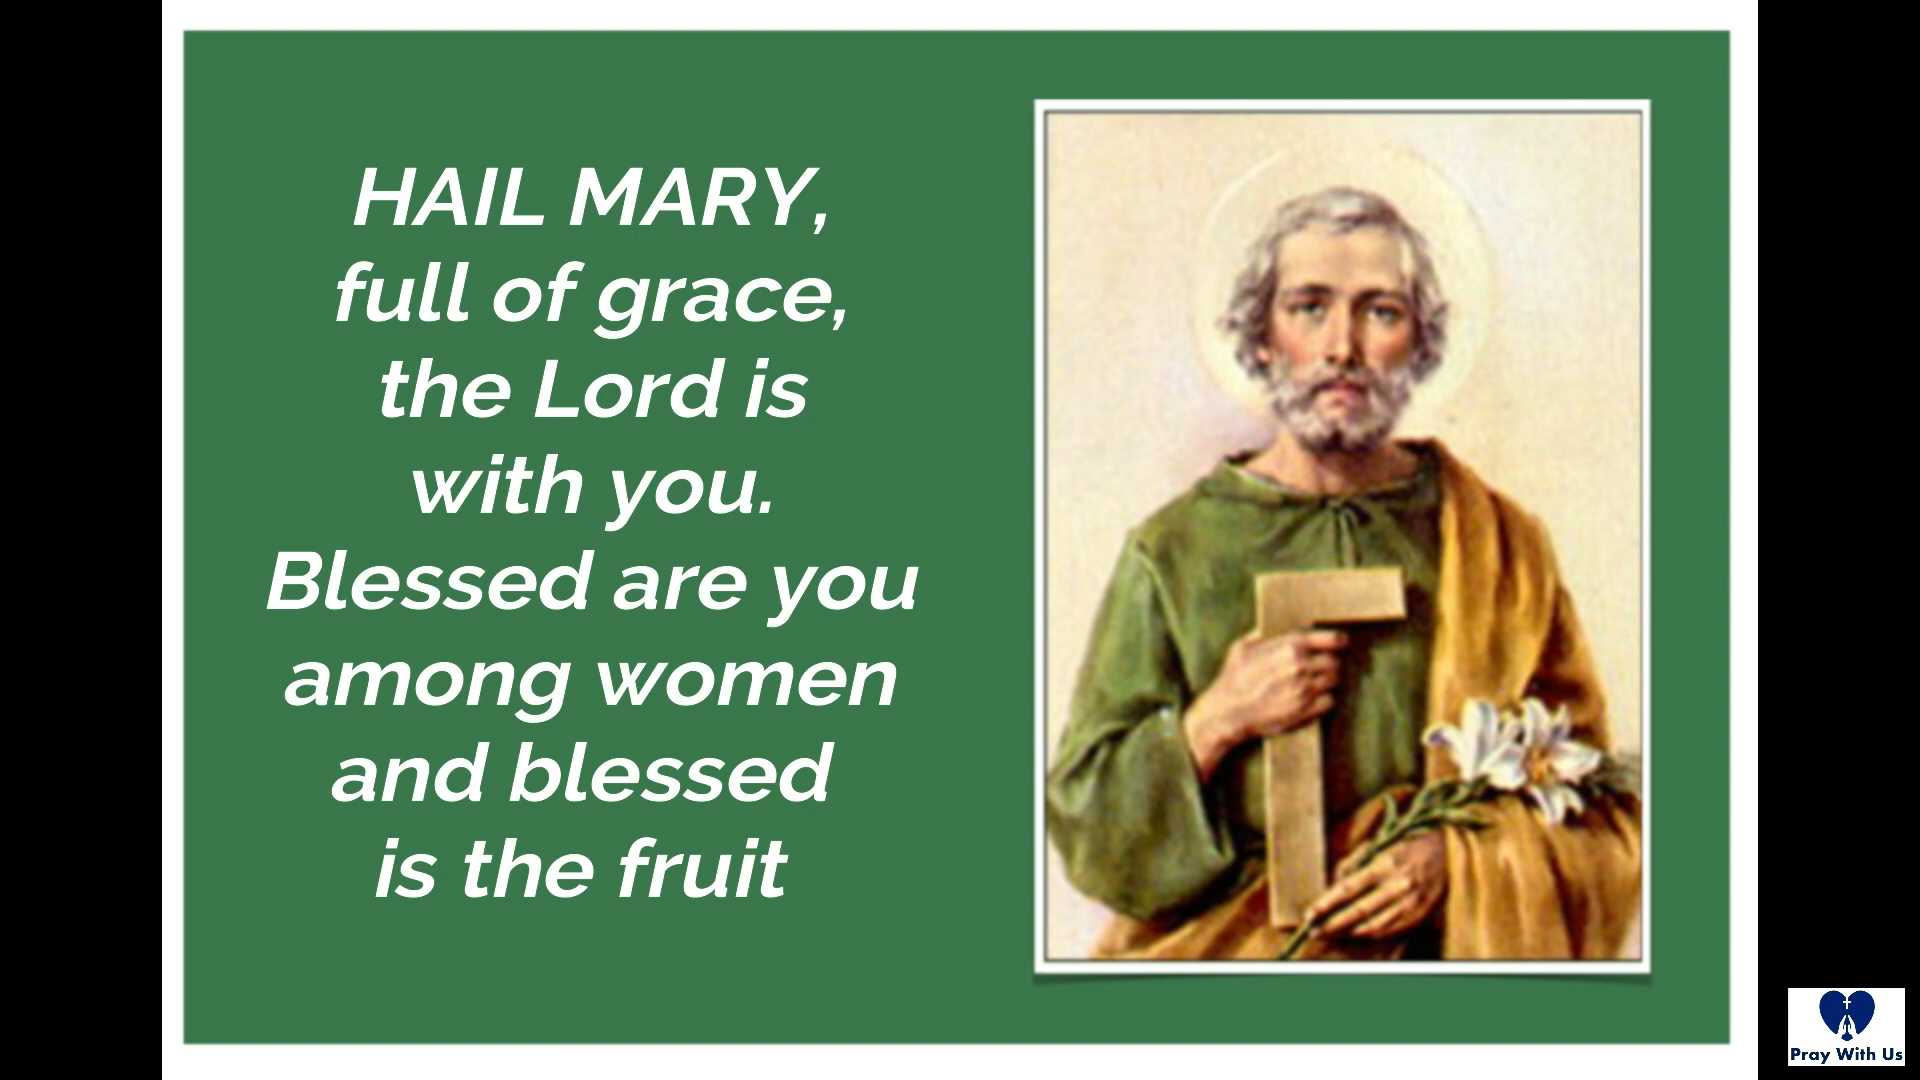 HAIL MARY,
full of grace,
the Lord is
with you.
Blessed are you
among women
and blessed
is the fruit
Pray With Us